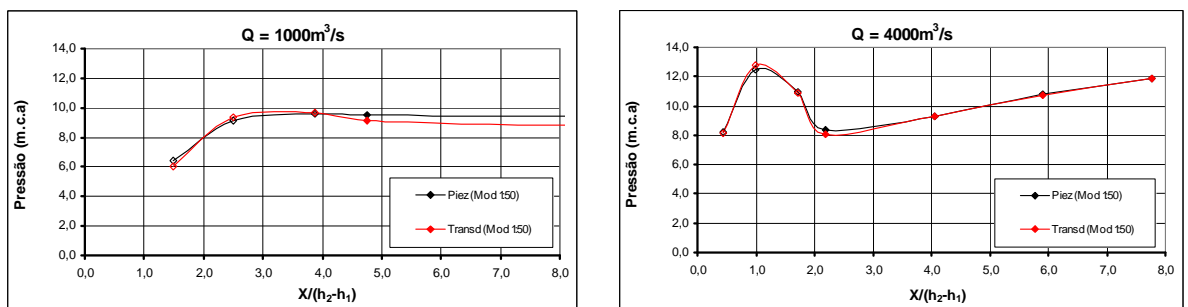 Q = 1000m³/s
14,0
12,0
10,0
8,0
6,0
4,0
2,0
0,0
Pressão (m.c.a)
Piez (Mod 1:50)
Transd (Mod 1:50)
0,0 1,0 2,0 3,0 4,0 5,0 6,0 7,0 8,0
X/(h₂-h₁)
Q = 4000m³/s
14,0
12,0
10,0
8,0
6,0
4,0
2,0
0,0
Pressão (m.c.a)
Piez (Mod 1:50)
Transd (Mod 1:50)
0,0 1,0 2,0 3,0 4,0 5,0 6,0 7,0 8,0
X/(h₂-h₁)